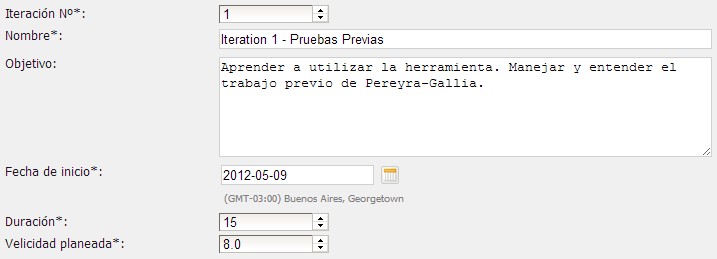 Iteración Nº*: 1
Nombre*: Iteration 1 - Pruebas Previas
Objetivo: Aprender a utilizar la herramienta. Manejar y entender el
trabajo previo de Pereyra-Gallia.
Fecha de inicio*: 2012-05-09
(GMT-03:00) Buenos Aires, Georgetown
Duración*: 15
Velicidad planeada*: 8.0